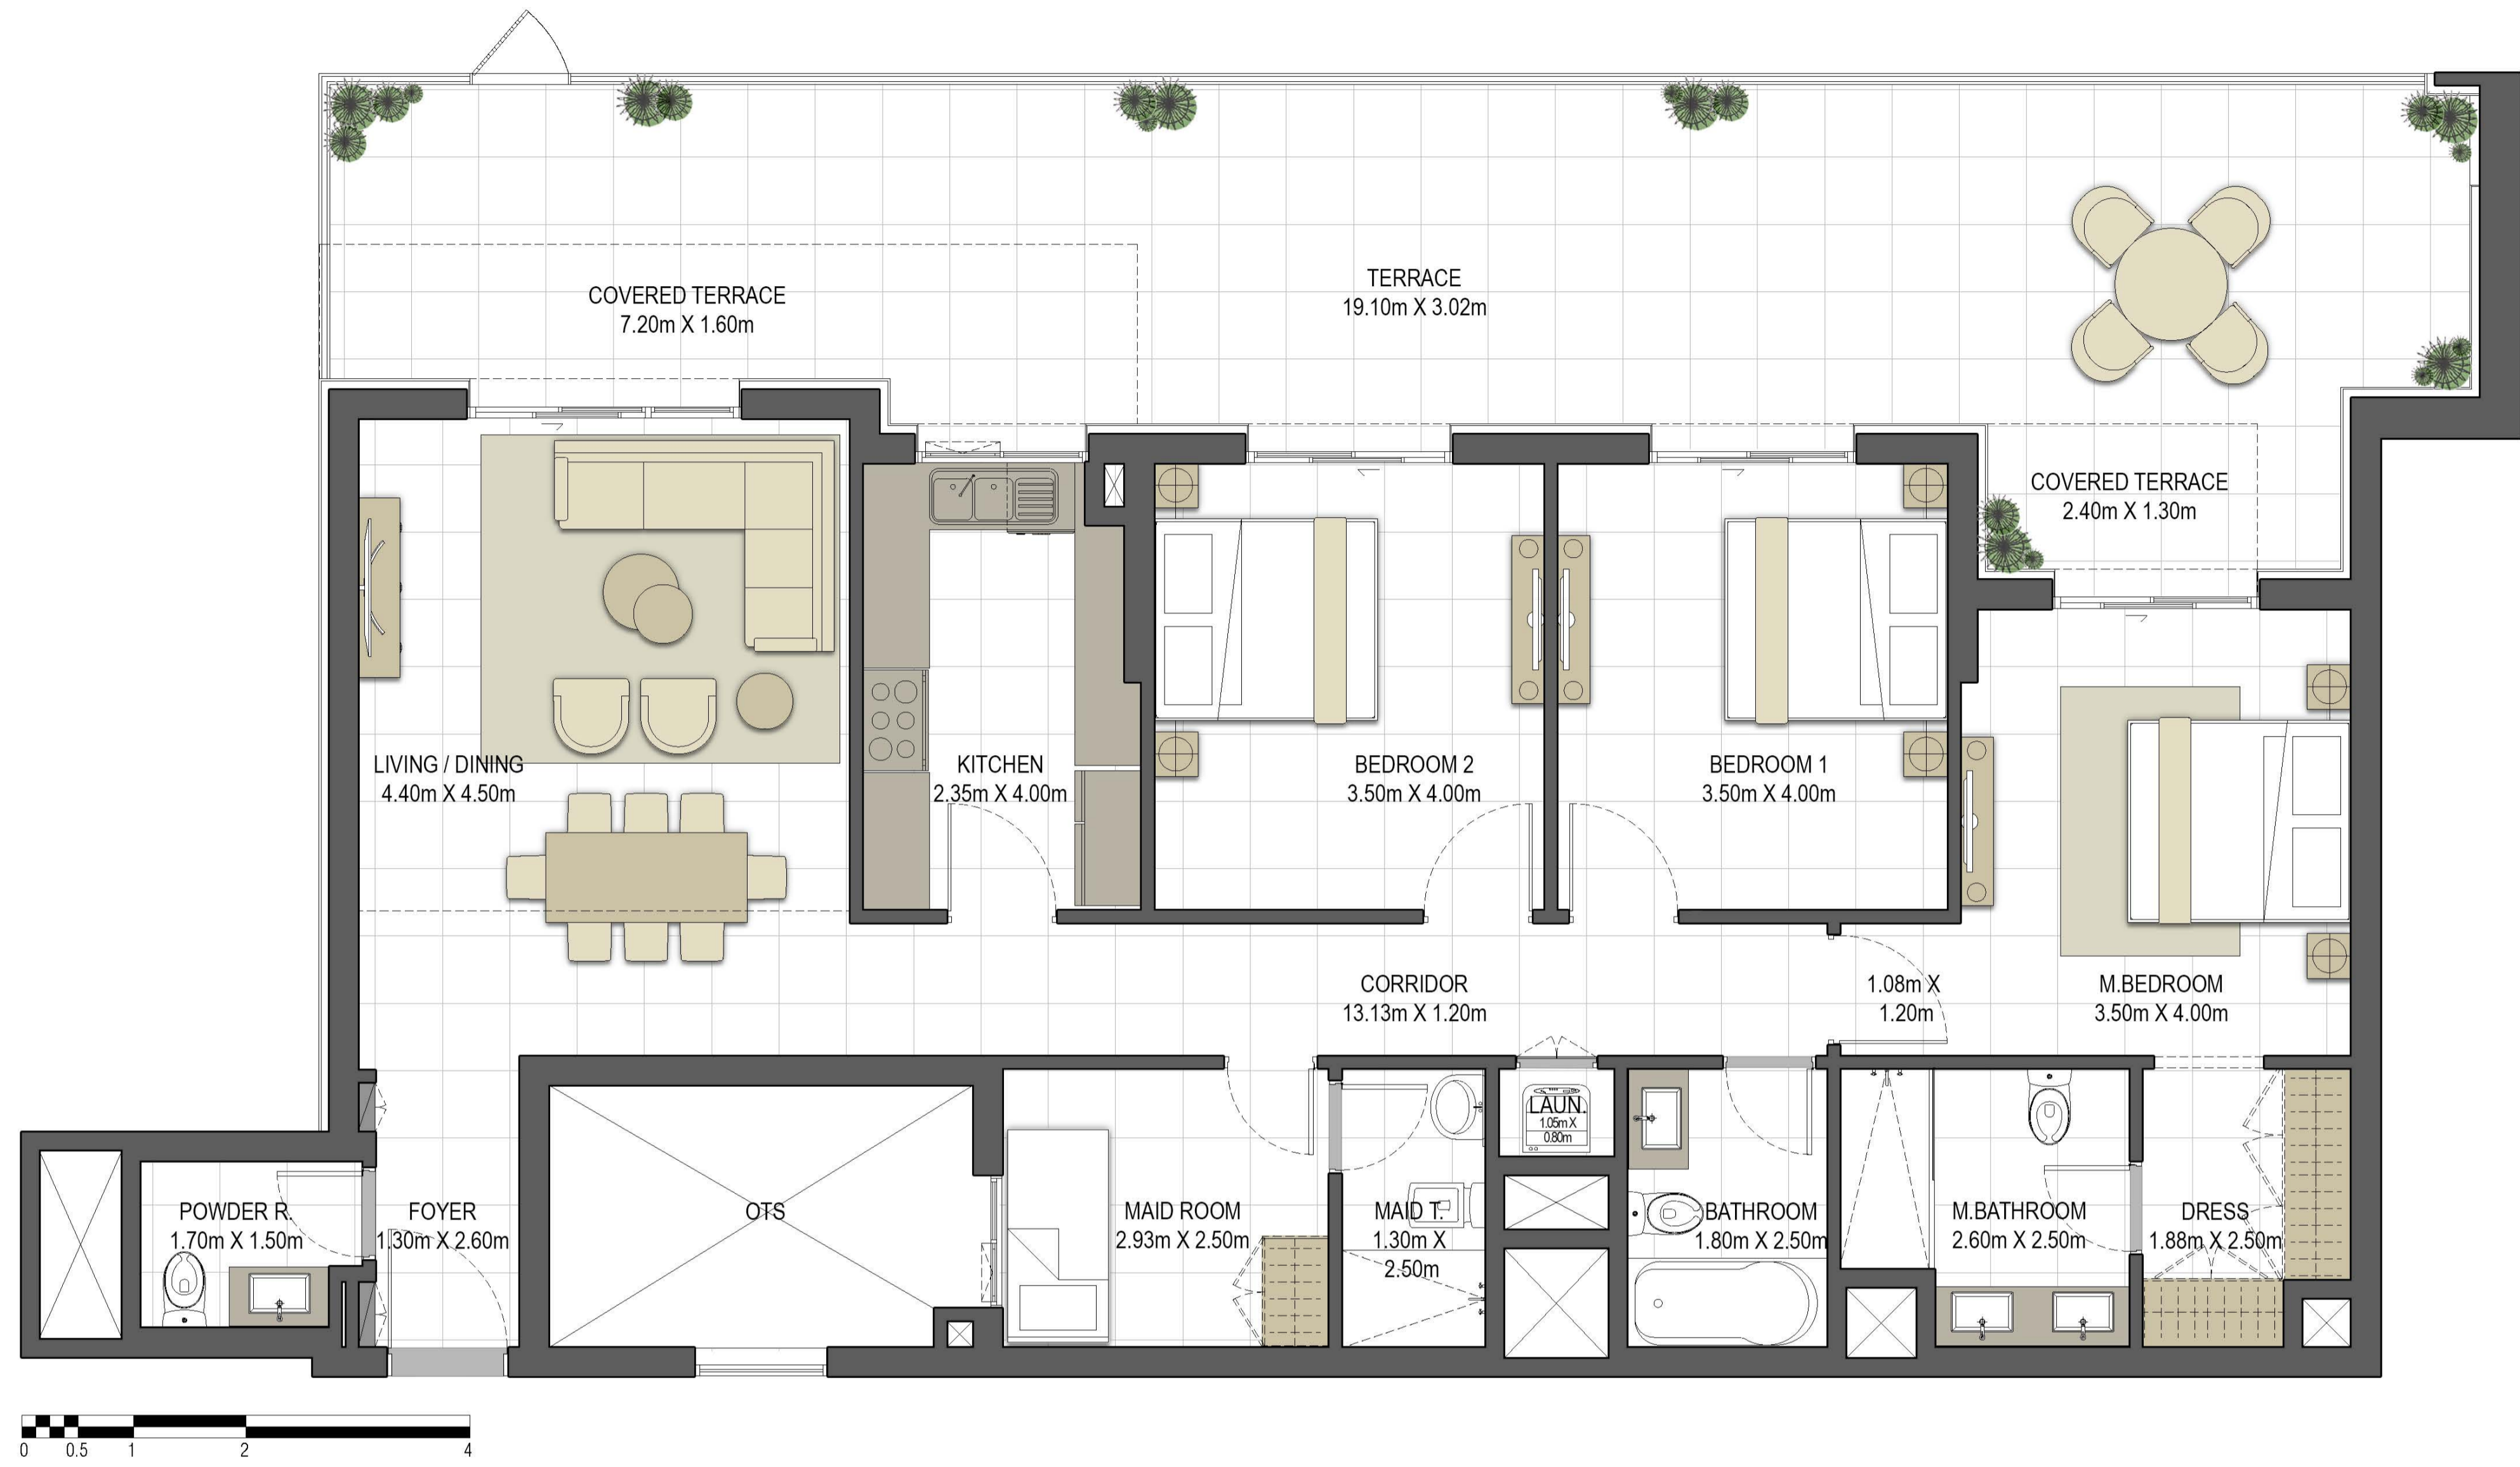 COVERED TERRACE
7.20m X 1.60m
TERRACE
19.10m X 3.02m
COVERED TERRACE
2.40m X 1.30m
LIVING / DINING
4.40m X 4.50m
KITCHEN
2.35m X 4.00m
BEDROOM 2
3.50m X 4.00m
BEDROOM 1
3.50m X 4.00m
CORRIDOR
13.13m X 1.20m
1.08m X
1.20m
M.BEDROOM
3.50m X 4.00m
LAUN.
1.05m X
0.80m
POWDER R.
1.70m X 1.50m
FOYER
1.30m X 2.60m
OTS
MAID ROOM
2.93m X 2.50m
MAID T.
1.30m X
2.50m
BATHROOM
1.80m X 2.50m
M.BATHROOM
2.60m X 2.50m
DRESS
1.88m X 2.50m
0 0.5 1 2 4